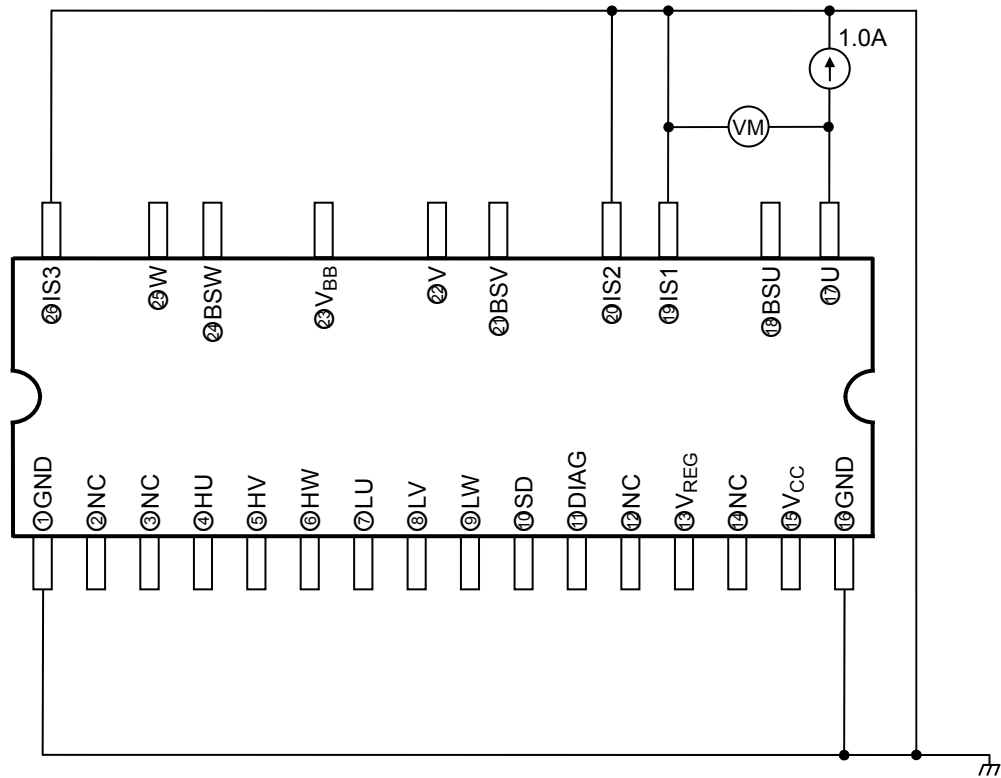 1.0A
VM
㉖IS3
㉕W
㉔BSW
㉓VBB
㉒V
㉑BSV
⑳IS2
⑲IS1
⑱BSU
⑰U
①GND
②NC
③NC
④HU
⑤HV
⑥HW
⑦LU
⑧LV
⑨LW
⑩SD
⑪DIAG
⑫NC
⑬VREG
⑭NC
⑮VCC
⑯GND